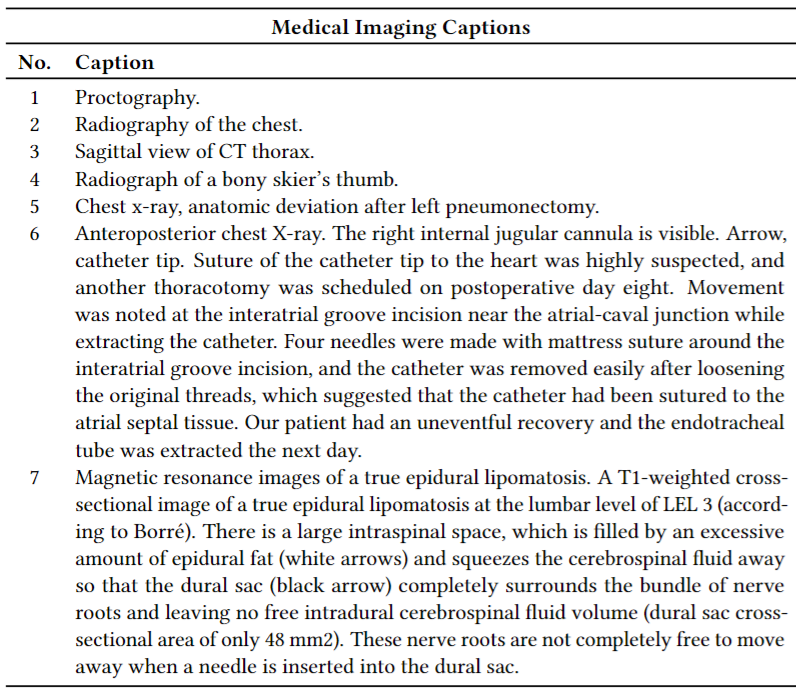 Medical Imaging Captions
No. Caption
1 Proctography.
2 Radiography of the chest.
3 Sagittal view of CT thorax.
4 Radiograph of a bony skier’s thumb.
5 Chest x-ray, anatomic deviation after left pneumonectomy.
6 Anteroposterior chest X-ray. The right internal jugular cannula is visible. Arrow,
catheter tip. Suture of the catheter tip to the heart was highly suspected, and
another thoracotomy was scheduled on postoperative day eight. Movement
was noted at the interatrial groove incision near the atrial-caval junction while
extracting the catheter. Four needles were made with mattress suture around the
interatrial groove incision, and the catheter was removed easily after loosening
the original threads, which suggested that the catheter had been sutured to the
atrial septal tissue. Our patient had an uneventful recovery and the endotracheal
tube was extracted the next day.
7 Magnetic resonance images of a true epidural lipomatosis. A T1-weighted cross-
sectional image of a true epidural lipomatosis at the lumbar level of LEL 3 (accord-
ing to Borré). There is a large intraspinal space, which is filled by an excessive
amount of epidural fat (white arrows) and squeezes the cerebrospinal fluid away
so that the dural sac (black arrow) completely surrounds the bundle of nerve
roots and leaving no free intradural cerebrospinal fluid volume (dural sac cross-
sectional area of only 48 mm2). These nerve roots are not completely free to move
away when a needle is inserted into the dural sac.